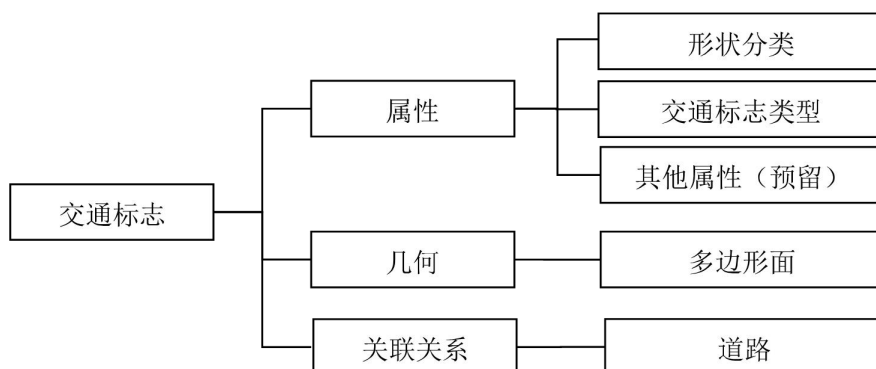 形状分类
属性
交通标志类型
其他属性（预留）
交通标志
几何
多边形面
关联关系
道路